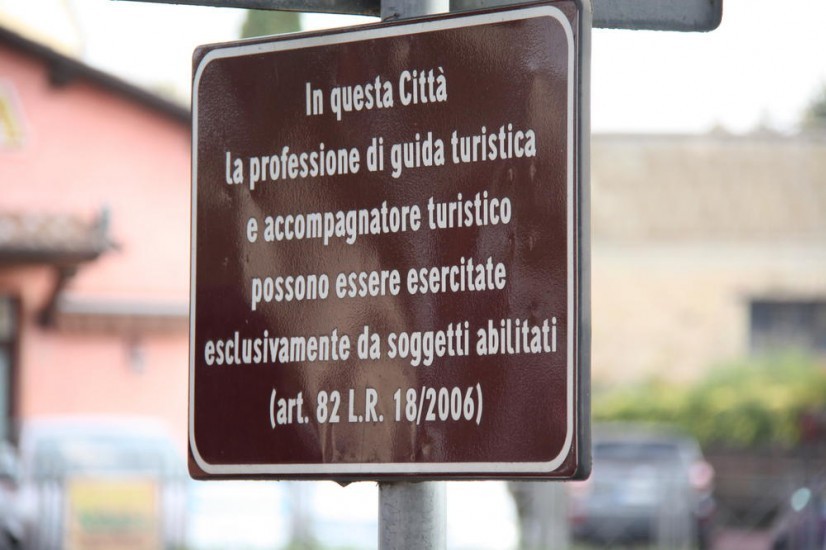 In questa Città
la professione di guida turistica
e accompagnatore turistico
possono essere esercitate
esclusivamente da soggetti abilitati
(art. 82 L.R. 18/2006)